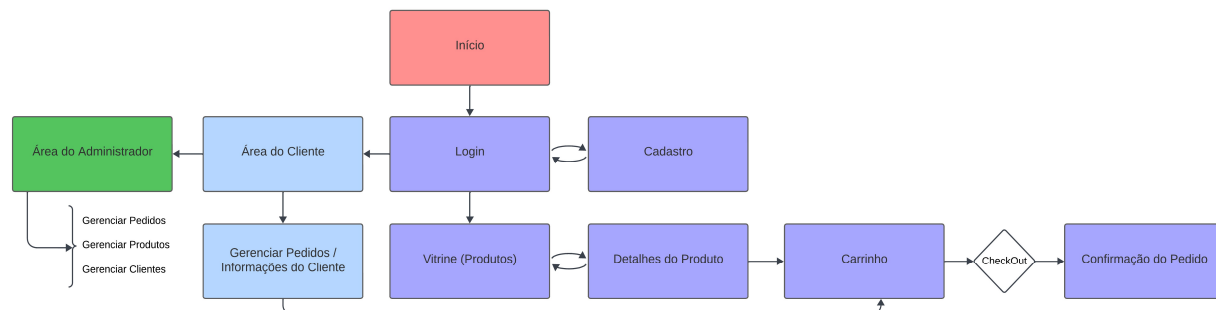 Início
Área do Administrador
Área do Cliente
Login
Cadastro
Gerenciar Pedidos
Gerenciar Produtos
Gerenciar Clientes
Gerenciar Pedidos /
Informações do Cliente
Vitrine (Produtos)
Detalhes do Produto
Carrinho
CheckOut
Confirmação do Pedido